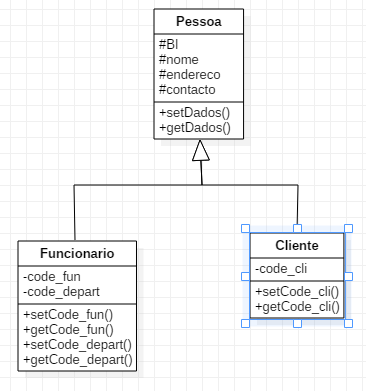 Pessoa
#BI
#nome
#endereco
#contacto
+setDados()
+getDados()
Funcionario
-code_fun
-code_depart
+setCode_fun()
+getCode_fun()
+setCode_depart()
+getCode_depart()
Cliente
-code_cli
+setCode_cli()
+getCode_cli()